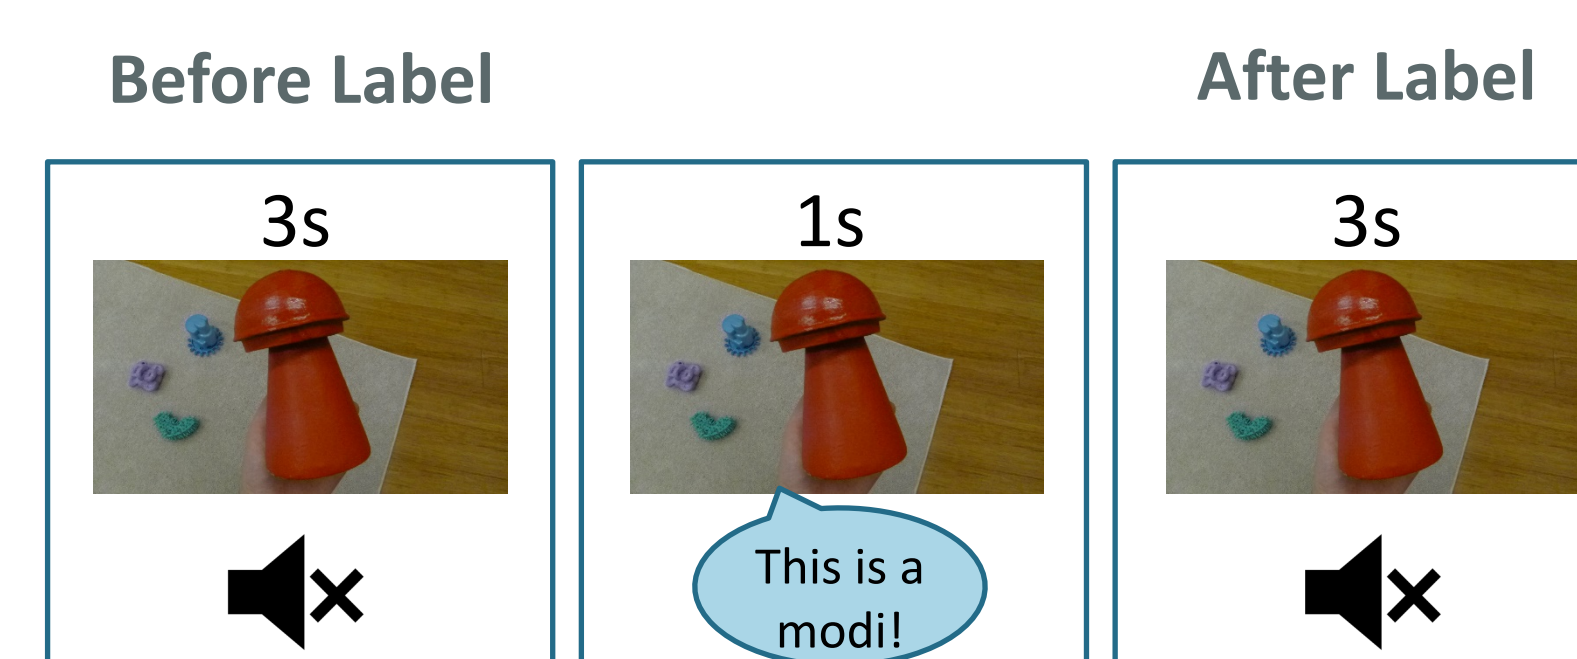 Before Label
After Label
3s
1s
3s
This is a
modi!